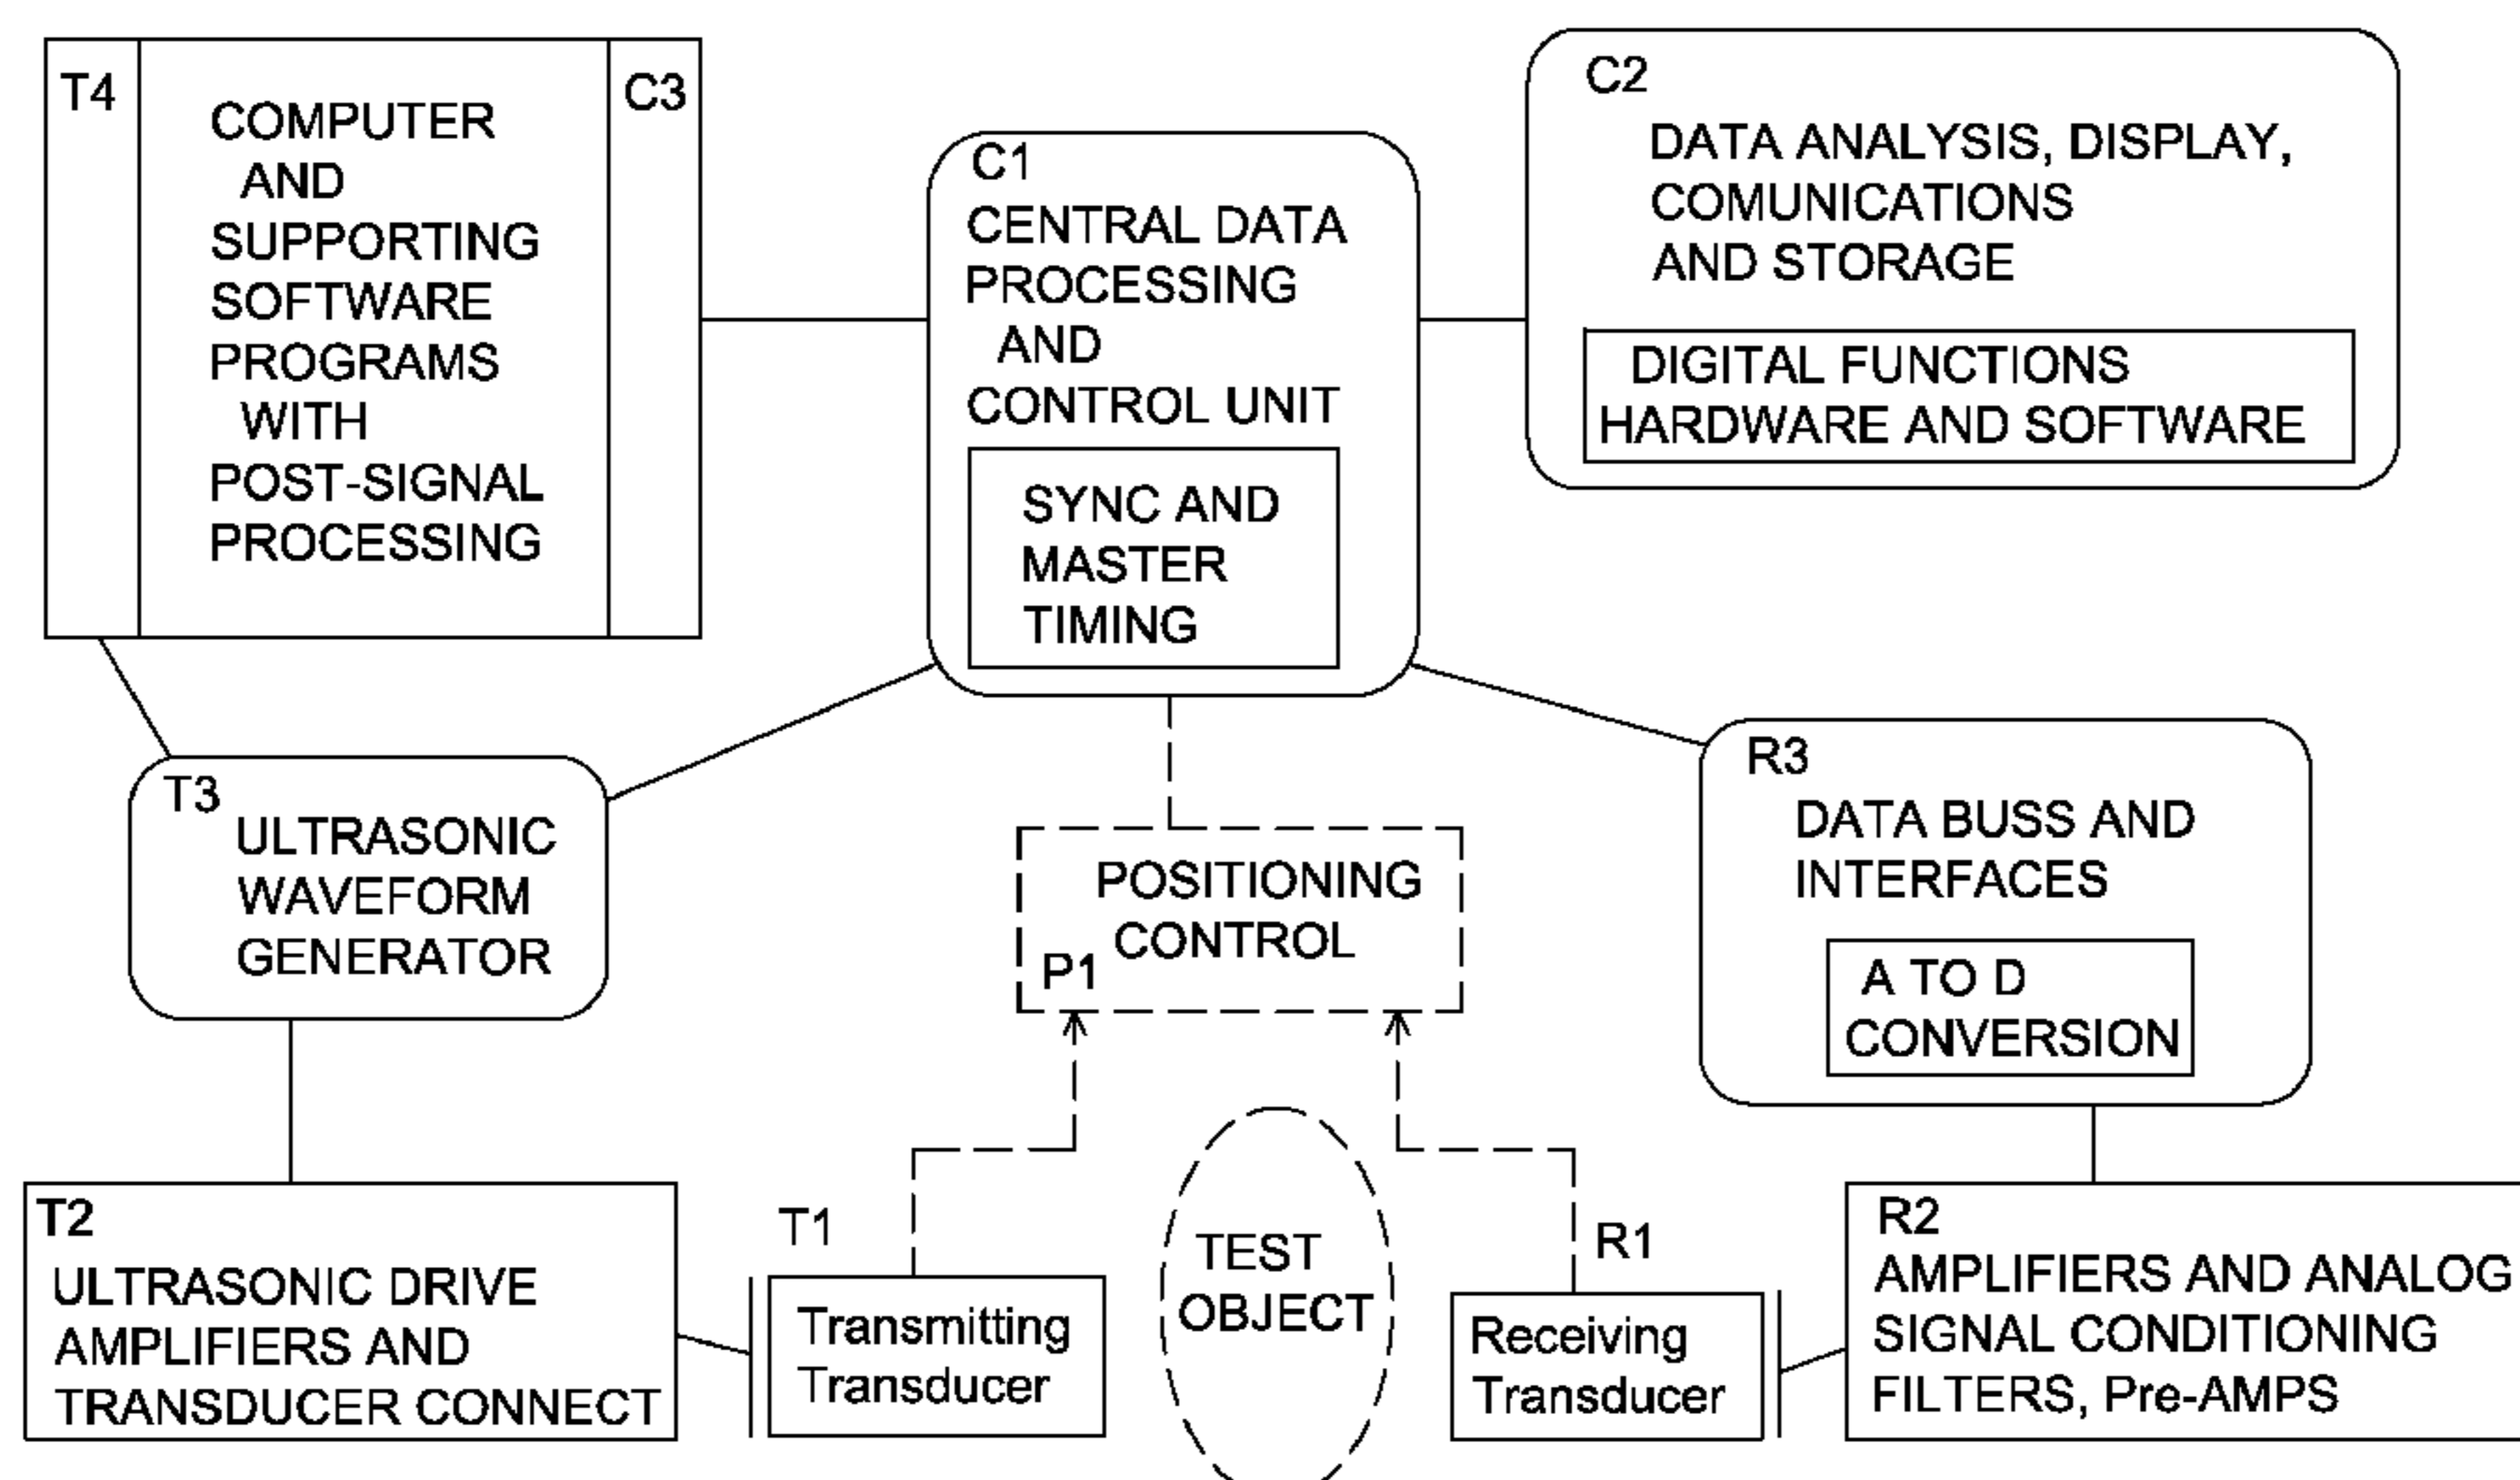 T4
COMPUTER
AND
SUPPORTING
SOFTWARE
PROGRAMS
WITH
POST-SIGNAL
PROCESSING
C3
C1
CENTRAL DATA
PROCESSING
AND
CONTROL UNIT
SYNC AND
MASTER
TIMING
C2
DATA ANALYSIS, DISPLAY,
COMUNICATIONS
AND STORAGE
DIGITAL FUNCTIONS
HARDWARE AND SOFTWARE
T3
ULTRASONIC
WAVEFORM
GENERATOR
POSITIONING
CONTROL
P1
R3
DATA BUSS AND
INTERFACES
A TO D
CONVERSION
T2
ULTRASONIC DRIVE
AMPLIFIERS AND
TRANSDUCER CONNECT
T1
Transmitting
Transducer
TEST
OBJECT
R1
Receiving
Transducer
R2
AMPLIFIERS AND ANALOG
SIGNAL CONDITIONING
FILTERS, Pre-AMPS